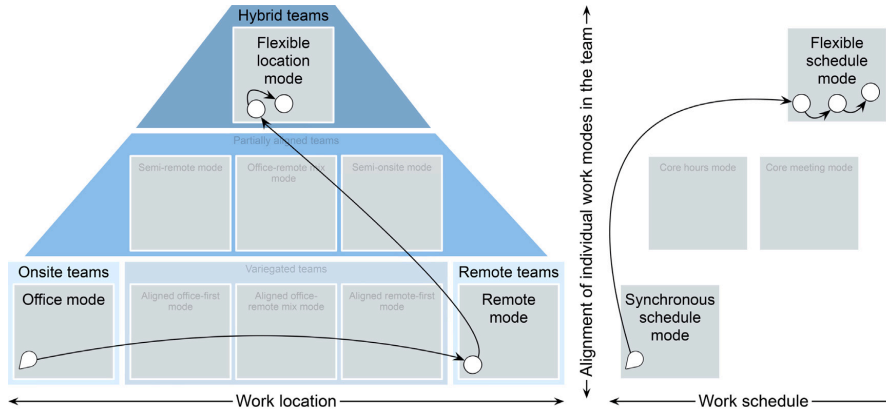 Hybrid teams
Flexible
location
mode
Partially aligned teams
Semi-remote mode
Office-remote mix
mode
Semi-onsite mode
Onsite teams
Office mode
Variegated teams
Aligned office-first
mode
Aligned office-
remote mix mode
Aligned remote-first
mode
Remote teams
Remote
mode
Work location
Alignment of individual work modes in the team
Flexible
schedule
mode
Core hours mode
Core meeting mode
Synchronous
schedule
mode
Work schedule